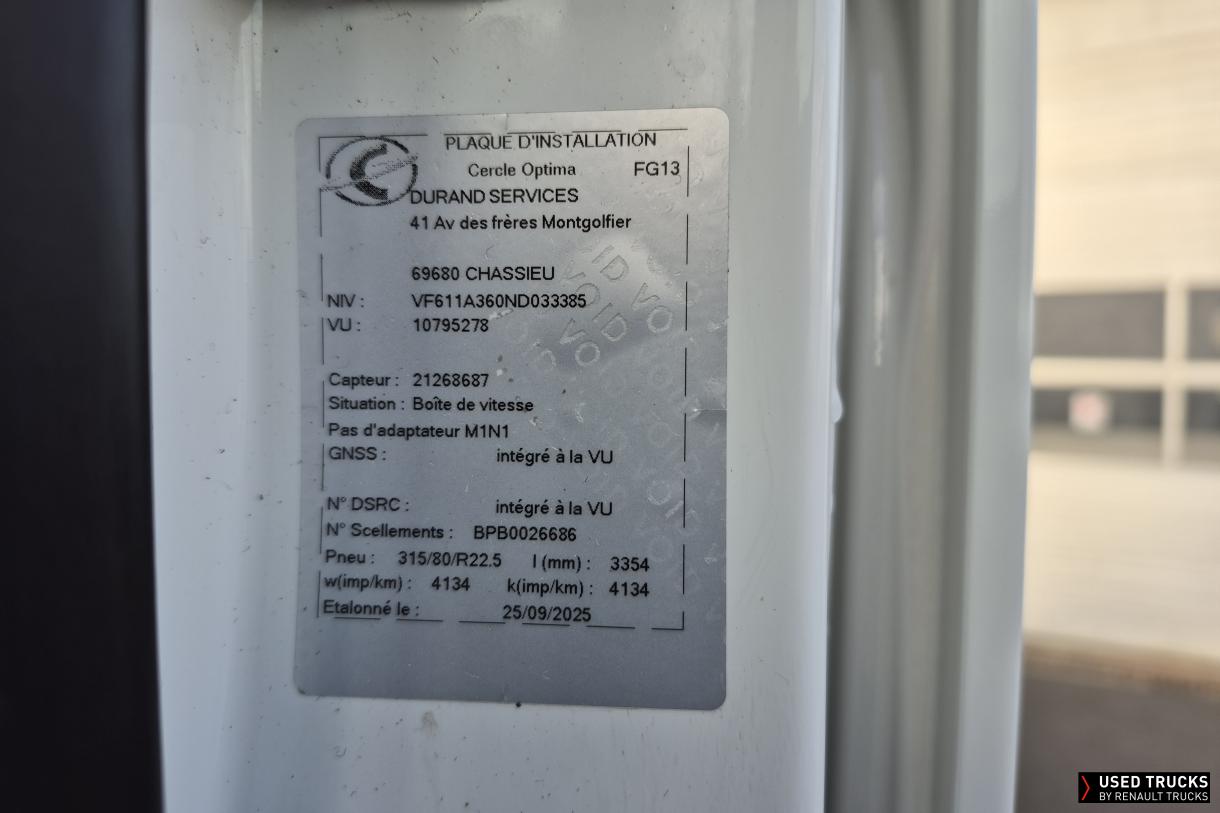 PLAQUE D'INSTALLATION
Cercle Optima FG13
DURAND SERVICES
41 Av des frères Montgolfier
69680 CHASSIEU
NIV : VF611A360ND033385
VU : 10795278
Capteur : 21268687
Situation : Boîte de vitesse
Pas d'adaptateur M1N1
GNSS : intégré à la VU
N° DSRC : intégré à la VU
N° Scellements : BPB0026686
Pneu : 315/80/R22.5 l (mm) : 3354
w(imp/km) : 4134 k(imp/km) : 4134
Etalonné le : 25/09/2025
VOID
VOID
USED TRUCKS
BY RENAULT TRUCKS